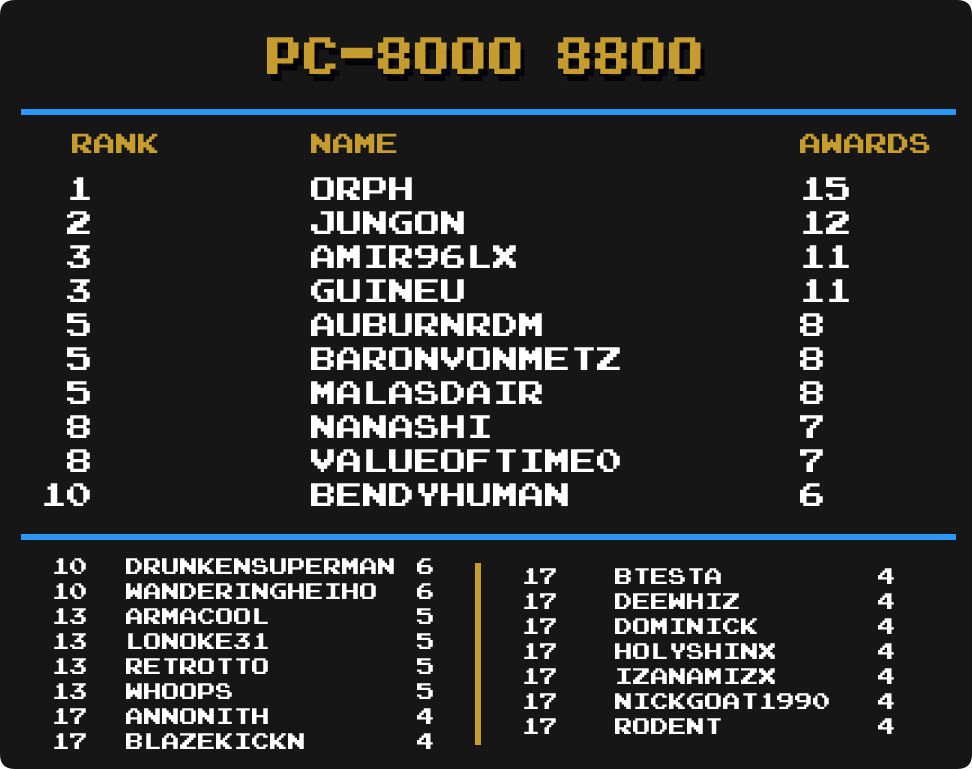 PC-8000 8800
RANK NAME AWARDS
1 ORPH 15
2 JUNGON 12
3 AMIR96LX 11
3 GUINEU 11
5 AUBURNRDM 8
5 BARONVONMETZ 8
5 MALASDAIR 8
8 NANASHI 7
8 VALUEOFTIME0 7
10 BENDYHUMAN 6
10 DRUNKENSUPERMAN 6
10 WANDERINGHEIHO 6
13 ARMACOOL 5
13 LONOKE31 5
13 RETROTTO 5
13 WHOOPS 5
17 ANNONITH 4
17 BLAZEKICKN 4
17 BTESTA 4
17 DEEWHIZ 4
17 DOMINICK 4
17 HOLYSHINX 4
17 IZANAMIZX 4
17 NICKGOAT1990 4
17 RODENT 4